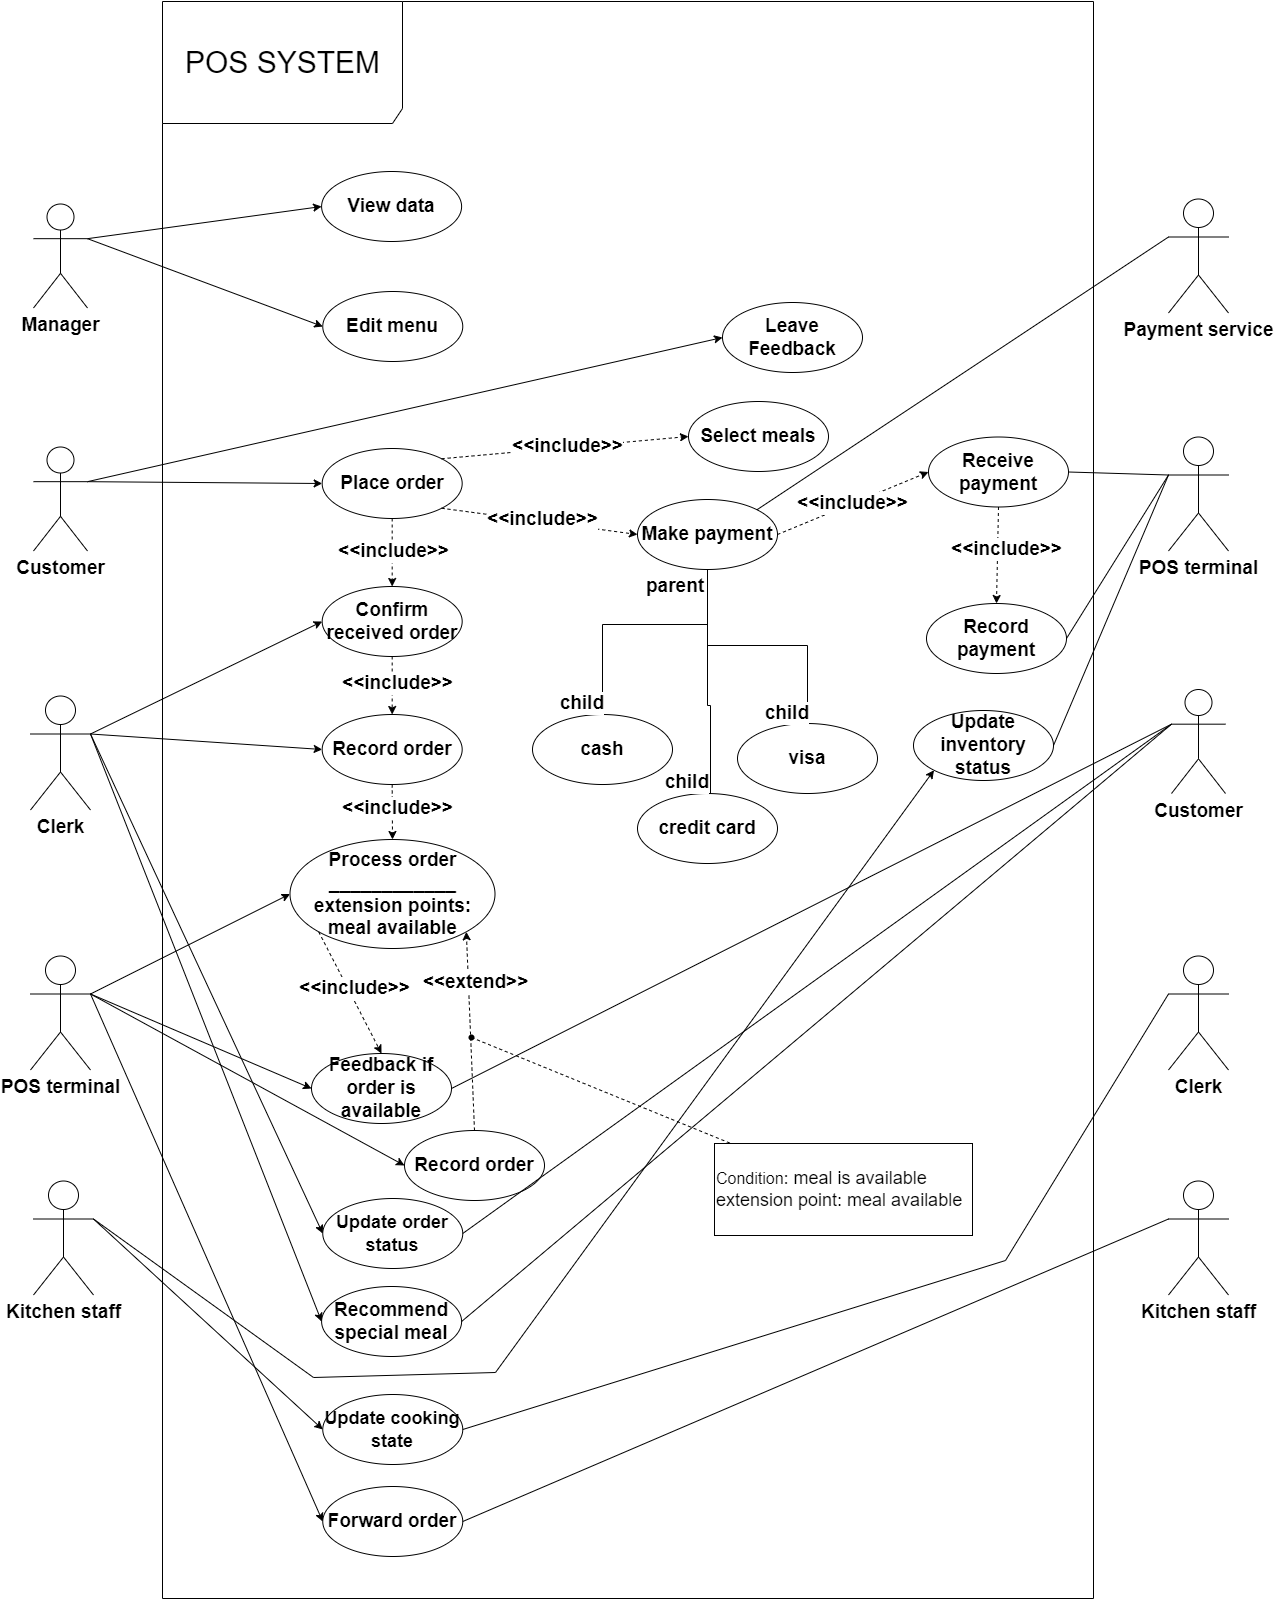 POS SYSTEM
View data
Manager
Payment service
Edit menu
Leave
Feedback
Select meals
<<include>>
Place order
Receive
payment
<<include>>
<<include>>
Make payment
Customer
POS terminal
<<include>>
<<include>>
parent
Confirm
received order
Record
payment
<<include>>
child
child
Record order
cash
visa
Update
inventory
status
child
<<include>>
Customer
Clerk
credit card
Process order
____________
extension points:
meal available
<<include>>
<<extend>>
POS terminal
Clerk
Feedback if
order is
available
Record order
Condition: meal is available
extension point: meal available
Update order
status
Kitchen staff
Kitchen staff
Recommend
special meal
Update cooking
state
Forward order